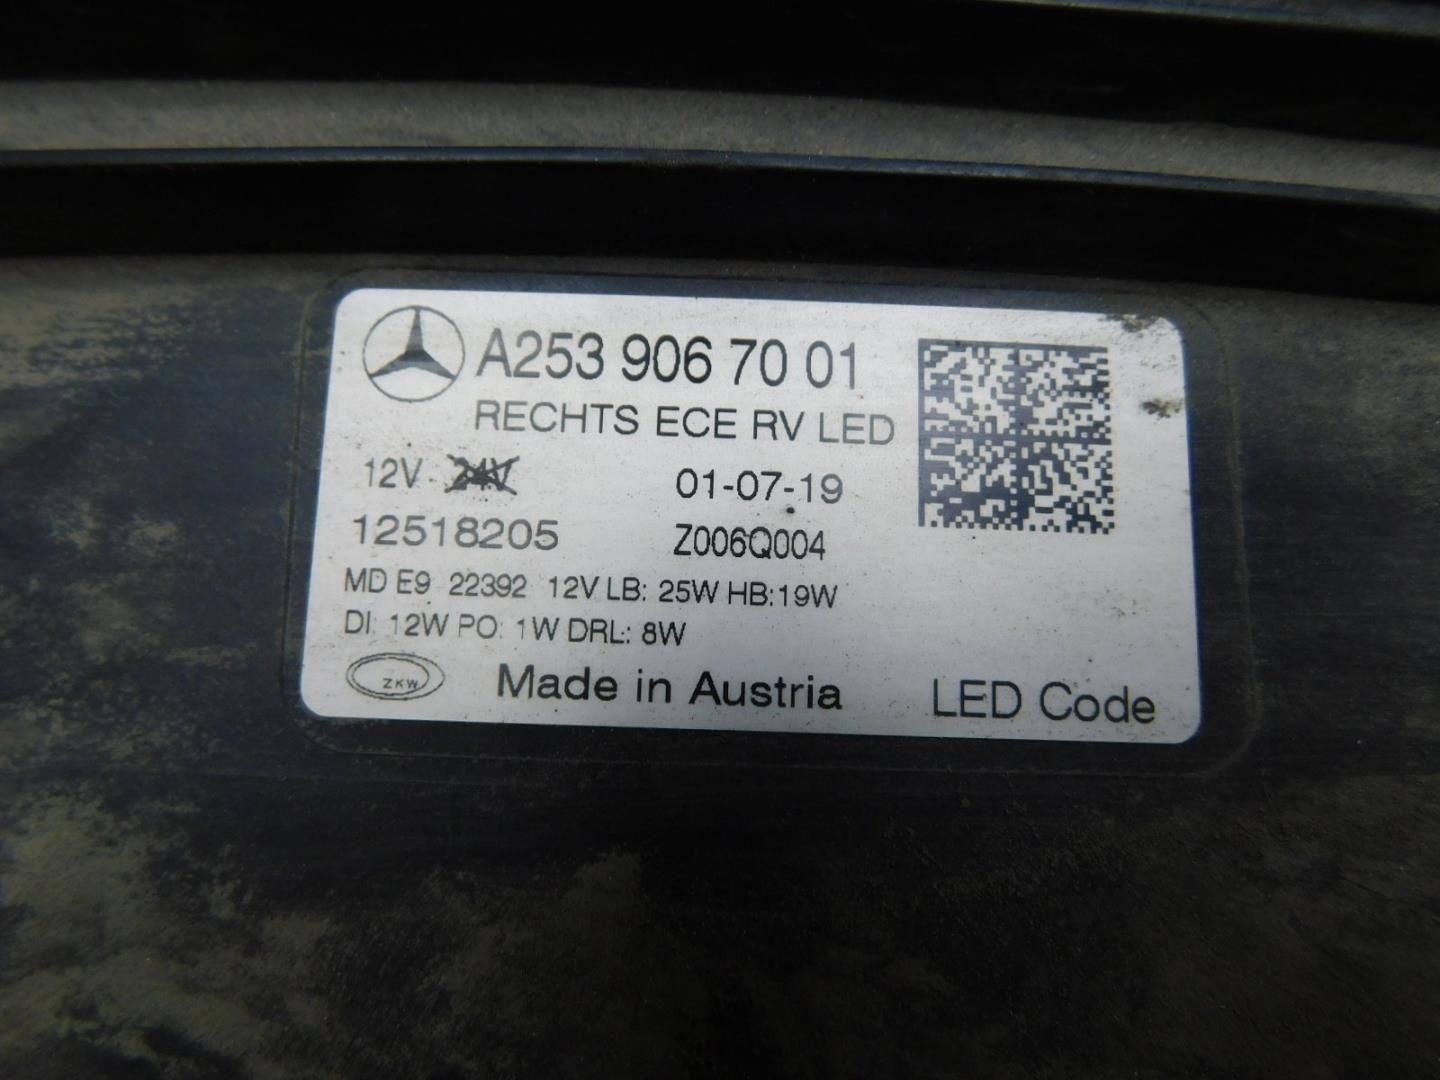 A253 906 70 01
RECHTS ECE RV LED
12V - 24V 01-07-19
12518205 Z006Q004
MD E9 22392 12V LB: 25W HB:19W
DI: 12W PO: 1W DRL: 8W
ZKW Made in Austria LED Code